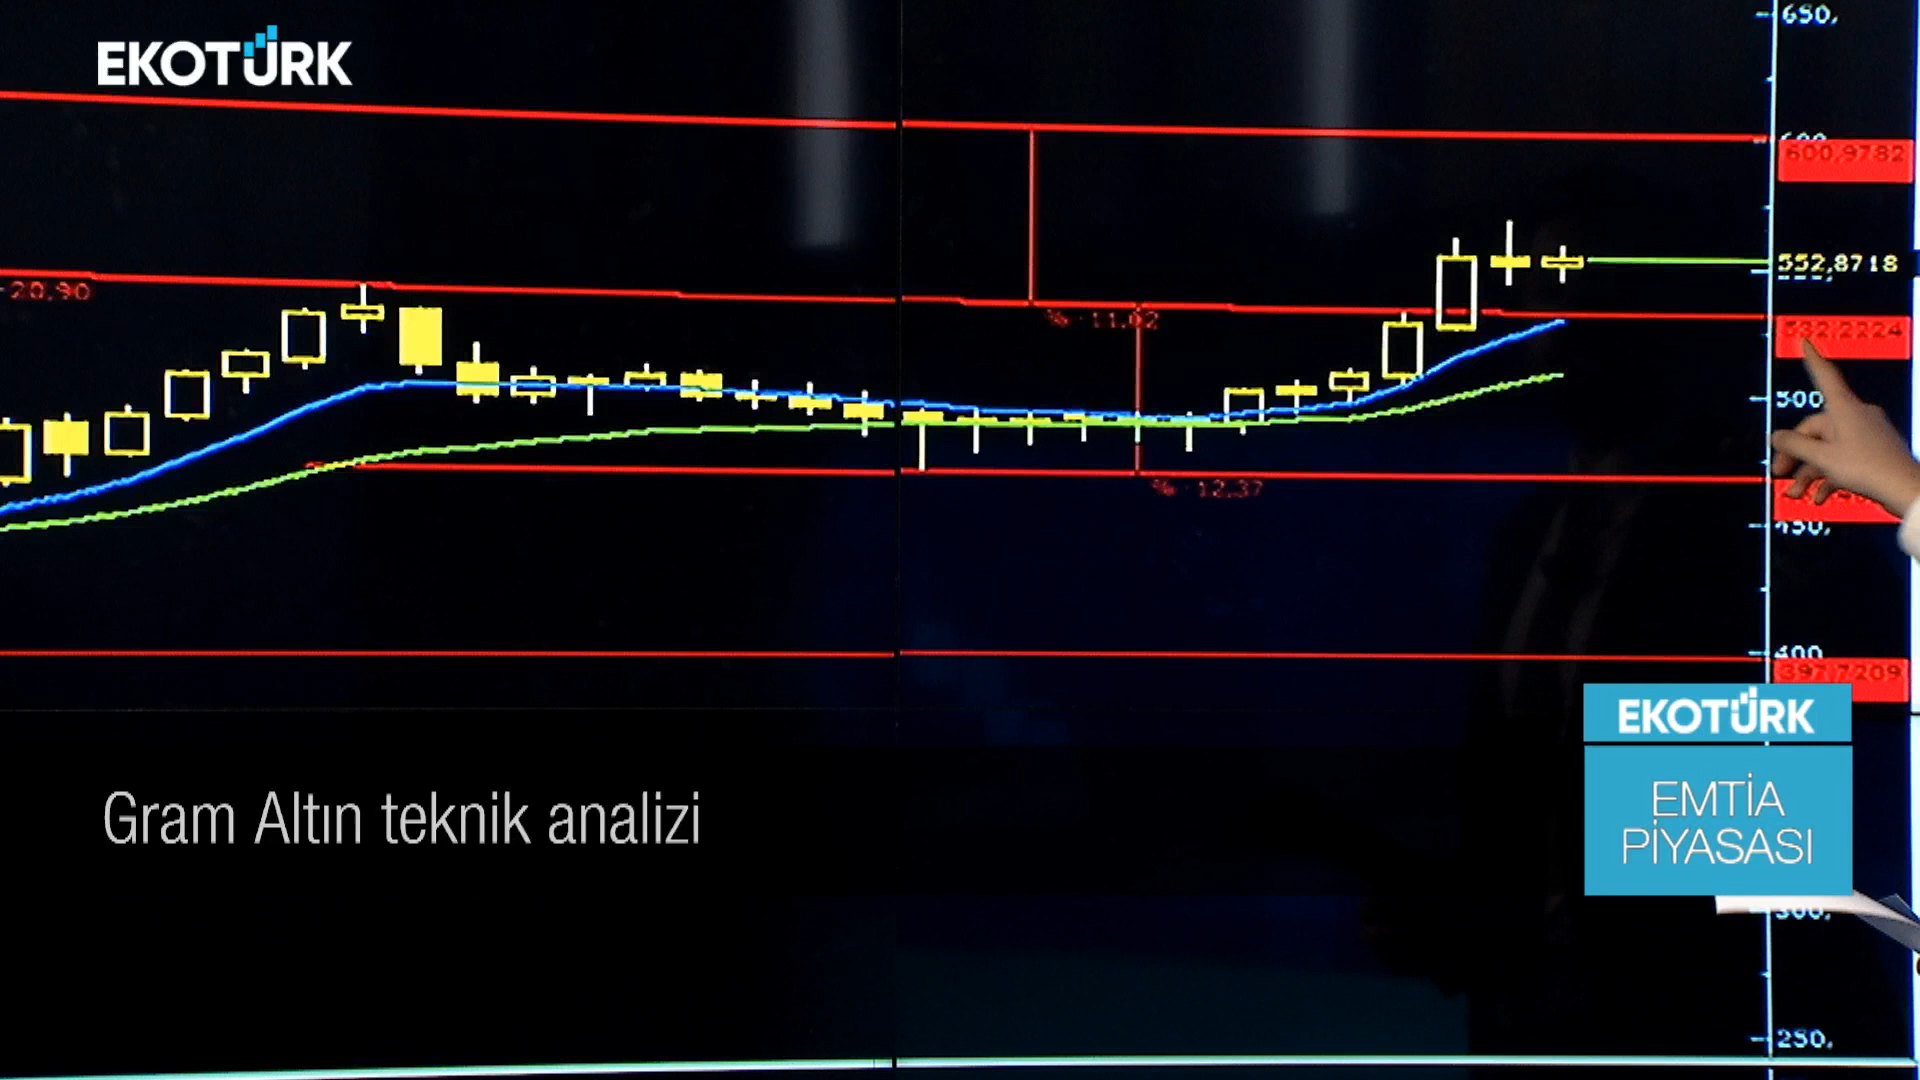 EKOTÜRK
650,
600,9782
552,8718
20.90
% -11.02
532,2224
500
% -12.37
450,
400
397,7209
EKOTÜRK
EMTİA
PİYASASI
Gram Altın teknik analizi
300,
250,